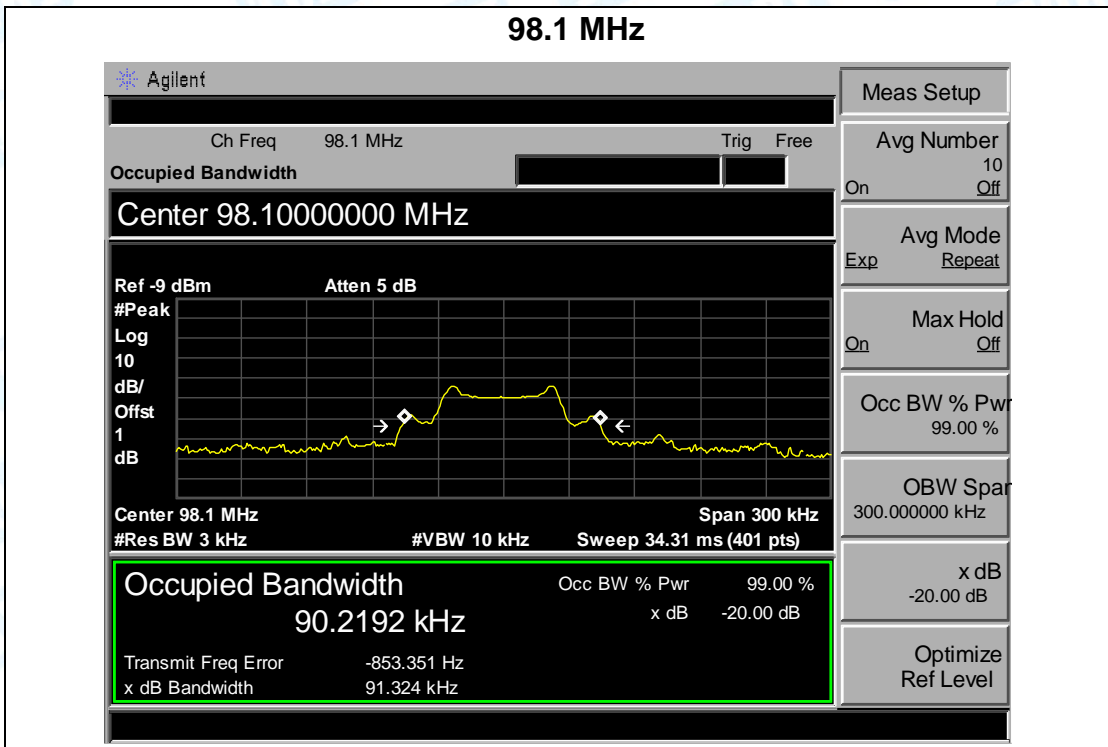 98.1 MHz
Agilent
Meas Setup
Ch Freq 98.1 MHz Trig Free
Occupied Bandwidth
Center 98.10000000 MHz
Ref -9 dBm Atten 5 dB
#Peak
Log
10
dB/
Offst
1
dB
Center 98.1 MHz Span 300 kHz
#Res BW 3 kHz #VBW 10 kHz Sweep 34.31 ms (401 pts)
Occupied Bandwidth Occ BW % Pwr 99.00 %
90.2192 kHz x dB -20.00 dB
Transmit Freq Error -853.351 Hz
x dB Bandwidth 91.324 kHz
Avg Number
10
On Off
Avg Mode
Exp Repeat
Max Hold
On Off
Occ BW % Pwr
99.00 %
OBW Span
300.000000 kHz
x dB
-20.00 dB
Optimize
Ref Level